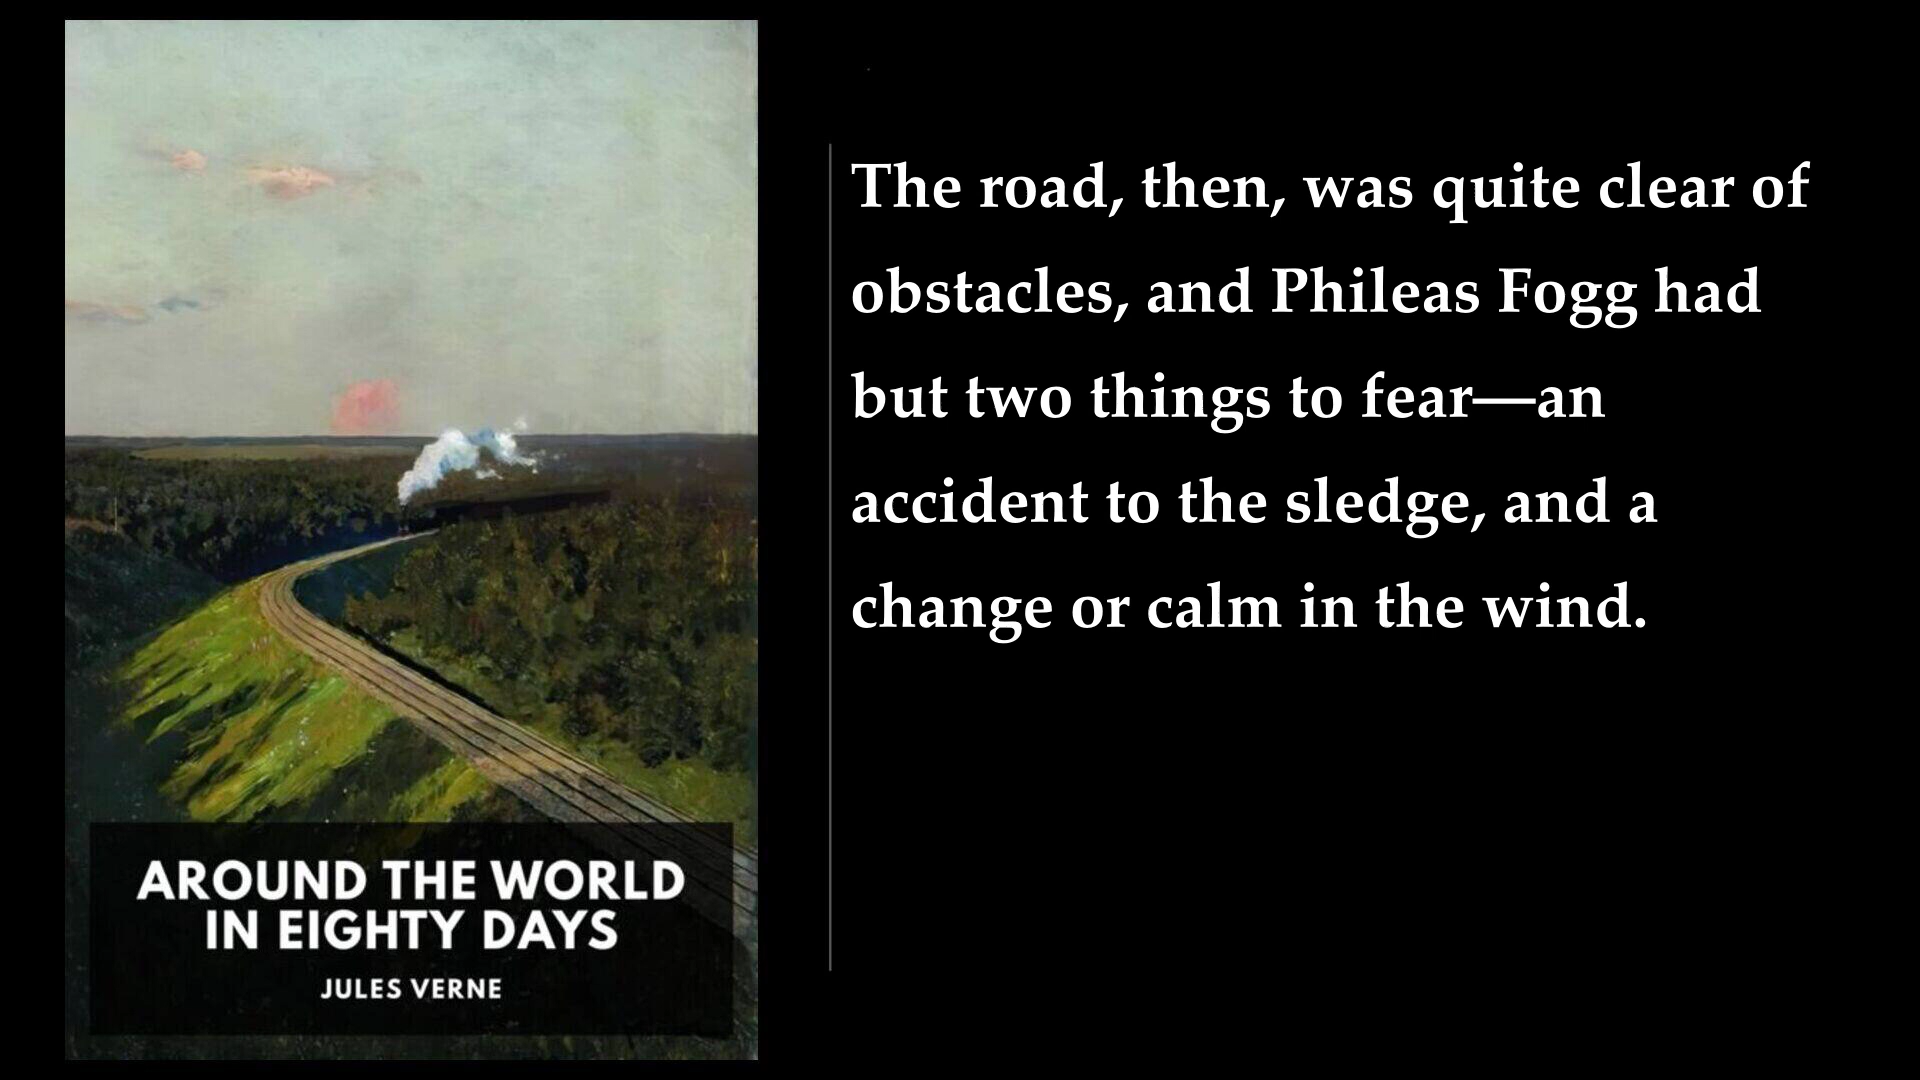 The road, then, was quite clear of
obstacles, and Phileas Fogg had
but two things to fear—an
accident to the sledge, and a
change or calm in the wind.
AROUND THE WORLD
IN EIGHTY DAYS
JULES VERNE